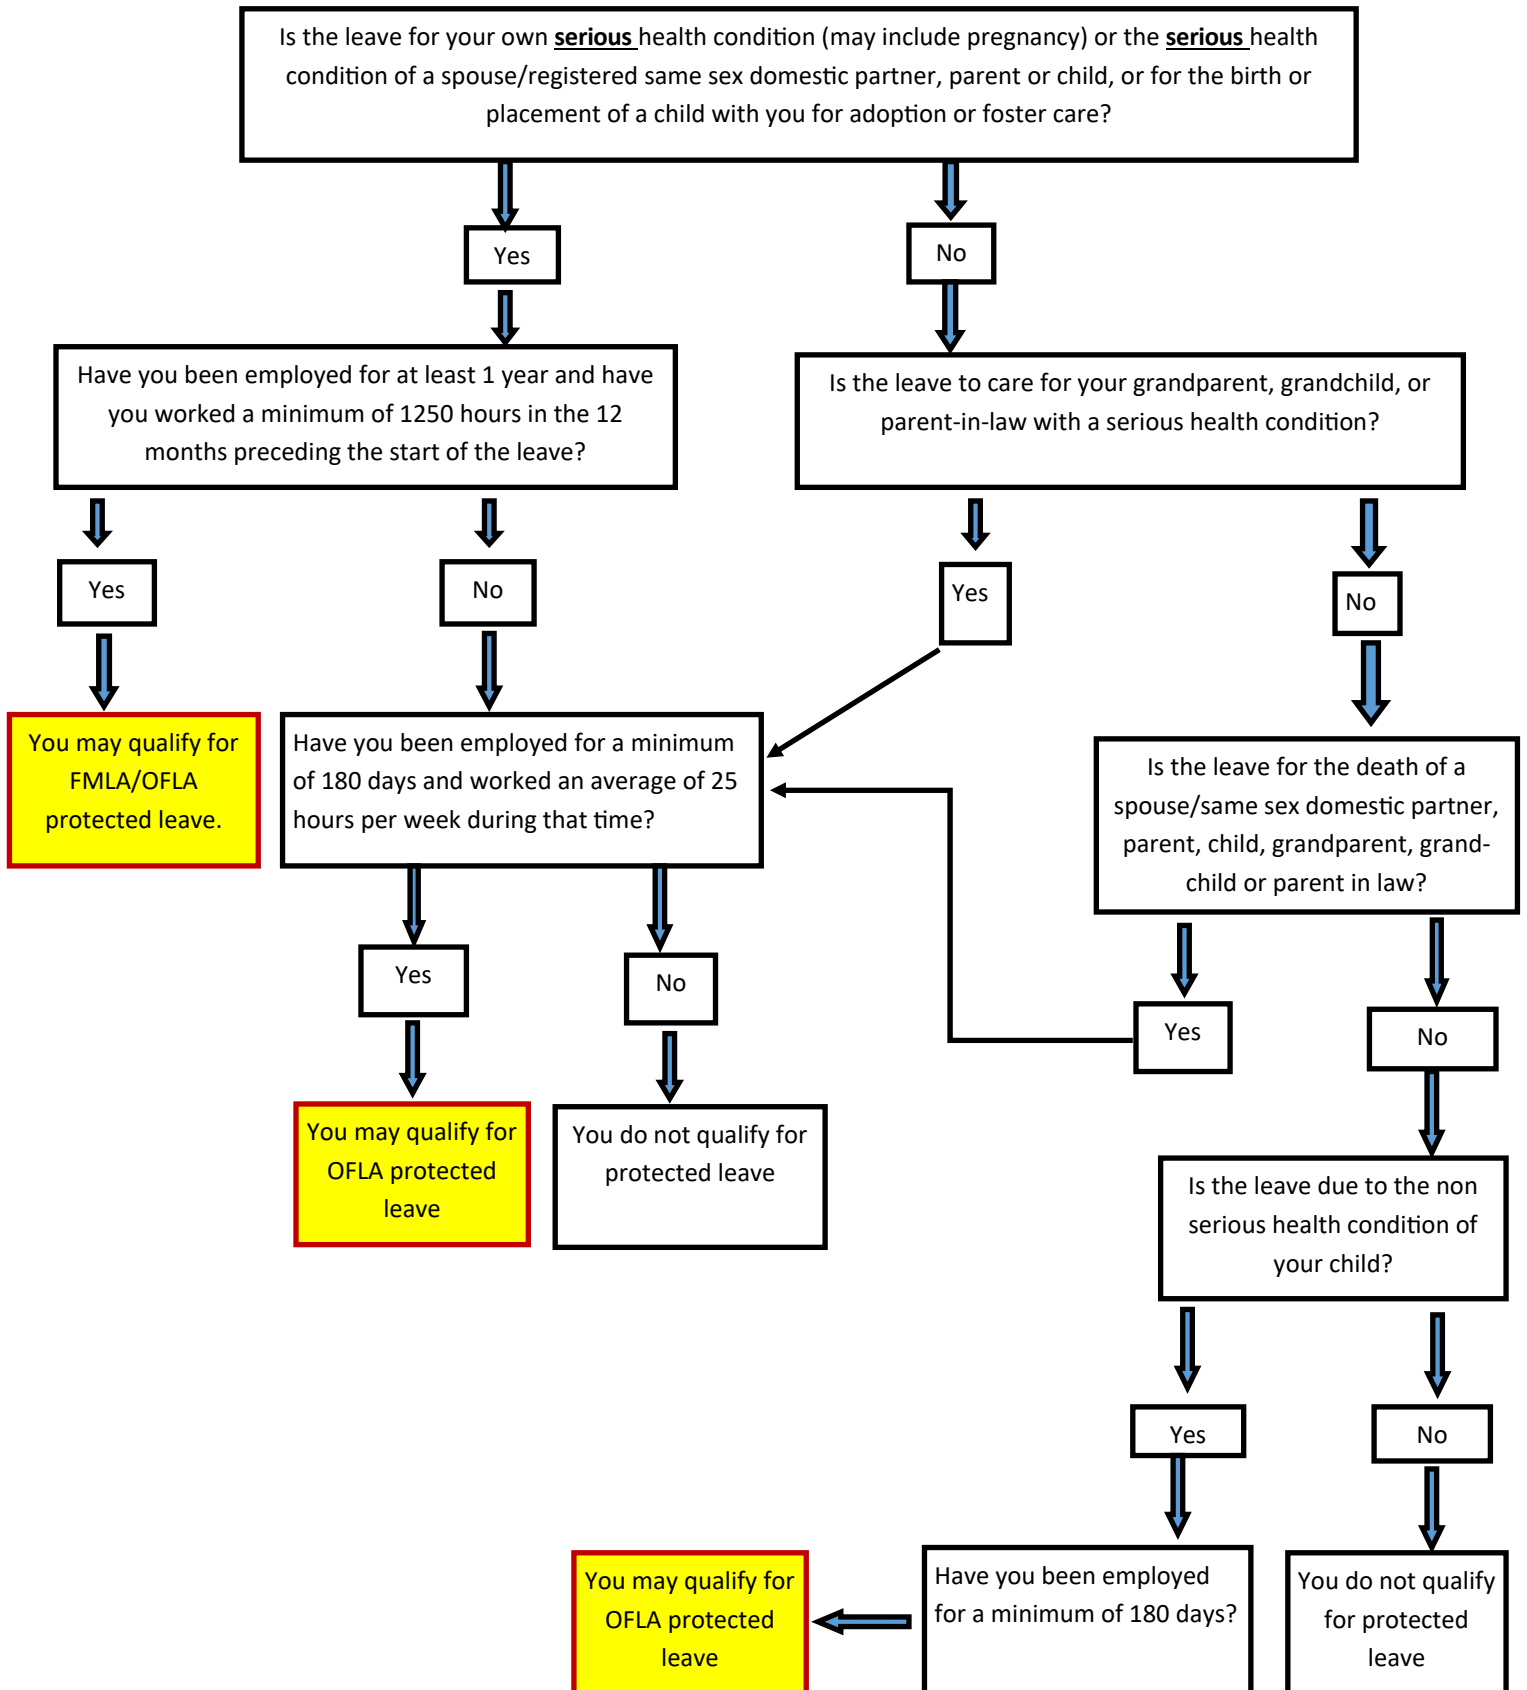 Is the leave for your own serious health condition (may include pregnancy) or the serious health
condition of a spouse/registered same sex domestic partner, parent or child, or for the birth or
placement of a child with you for adoption or foster care?
Yes
No
Have you been employed for at least 1 year and have
you worked a minimum of 1250 hours in the 12
months preceding the start of the leave?
Is the leave to care for your grandparent, grandchild, or
parent-in-law with a serious health condition?
Yes
No
Yes
No
You may qualify for
FMLA/OFLA
protected leave.
Have you been employed for a minimum
of 180 days and worked an average of 25
hours per week during that time?
Is the leave for the death of a
spouse/same sex domestic partner,
parent, child, grandparent, grand-
child or parent in law?
Yes
No
Yes
No
You may qualify for
OFLA protected
leave
You do not qualify for
protected leave
Is the leave due to the non
serious health condition of
your child?
Yes
No
You may qualify for
OFLA protected
leave
Have you been employed
for a minimum of 180 days?
You do not qualify
for protected
leave